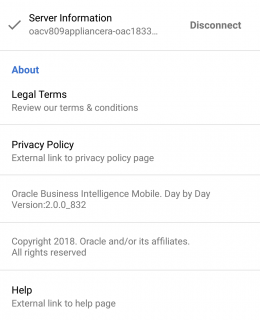 Server Information
oacv809appliancera-oac1833...
Disconnect
About
Legal Terms
Review our terms & conditions
Privacy Policy
External link to privacy policy page
Oracle Business Intelligence Mobile. Day by Day
Version:2.0.0_832
Copyright 2018. Oracle and/or its affiliates.
All rights reserved
Help
External link to help page